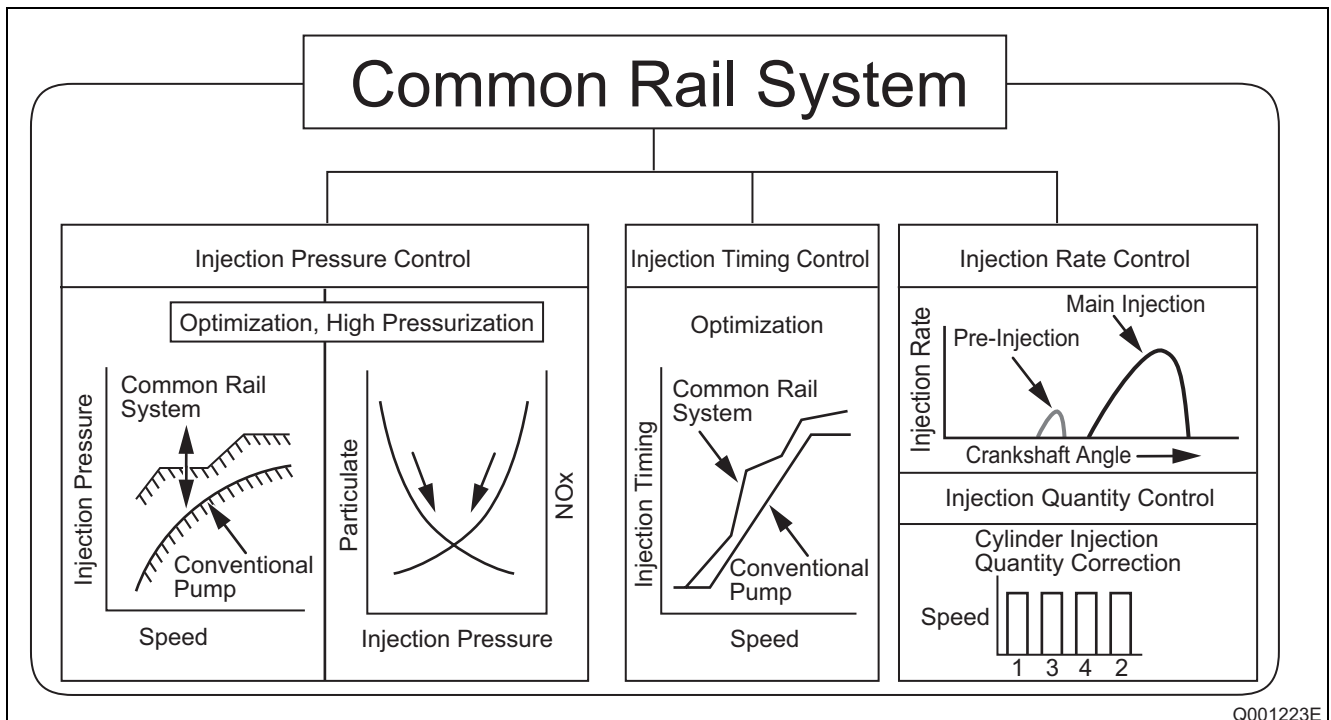 Common Rail System
Injection Pressure Control
Optimization, High Pressurization
Injection Pressure
Common Rail
System
Conventional
Pump
Speed
Particulate
NOx
Injection Pressure
Injection Timing Control
Optimization
Injection Timing
Common Rail
System
Conventional
Pump
Speed
Injection Rate Control
Injection Rate
Main Injection
Pre-Injection
Crankshaft Angle
Injection Quantity Control
Cylinder Injection
Quantity Correction
Speed
1 3 4 2
Q001223E